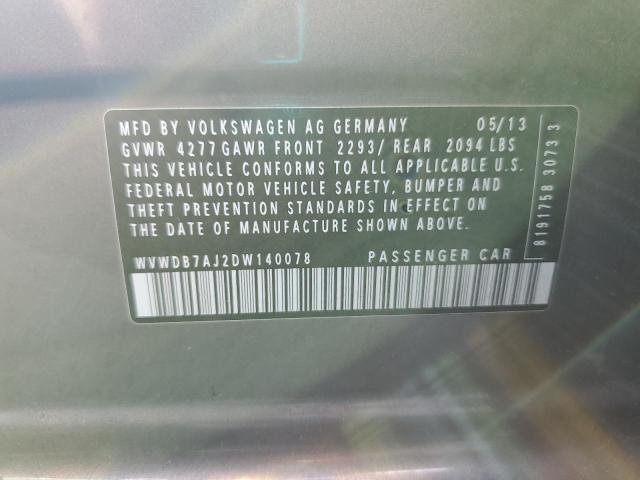 MFD BY VOLKSWAGEN AG GERMANY 05/13
GVWR 4277 GAWR FRONT 2293/ REAR 2094 LBS
THIS VEHICLE CONFORMS TO ALL APPLICABLE U.S.
FEDERAL MOTOR VEHICLE SAFETY, BUMPER AND
THEFT PREVENTION STANDARDS IN EFFECT ON
THE DATE OF MANUFACTURE SHOWN ABOVE.
WVWDB7AJ2DW140078 PASSENGER CAR
8191758 3073 3